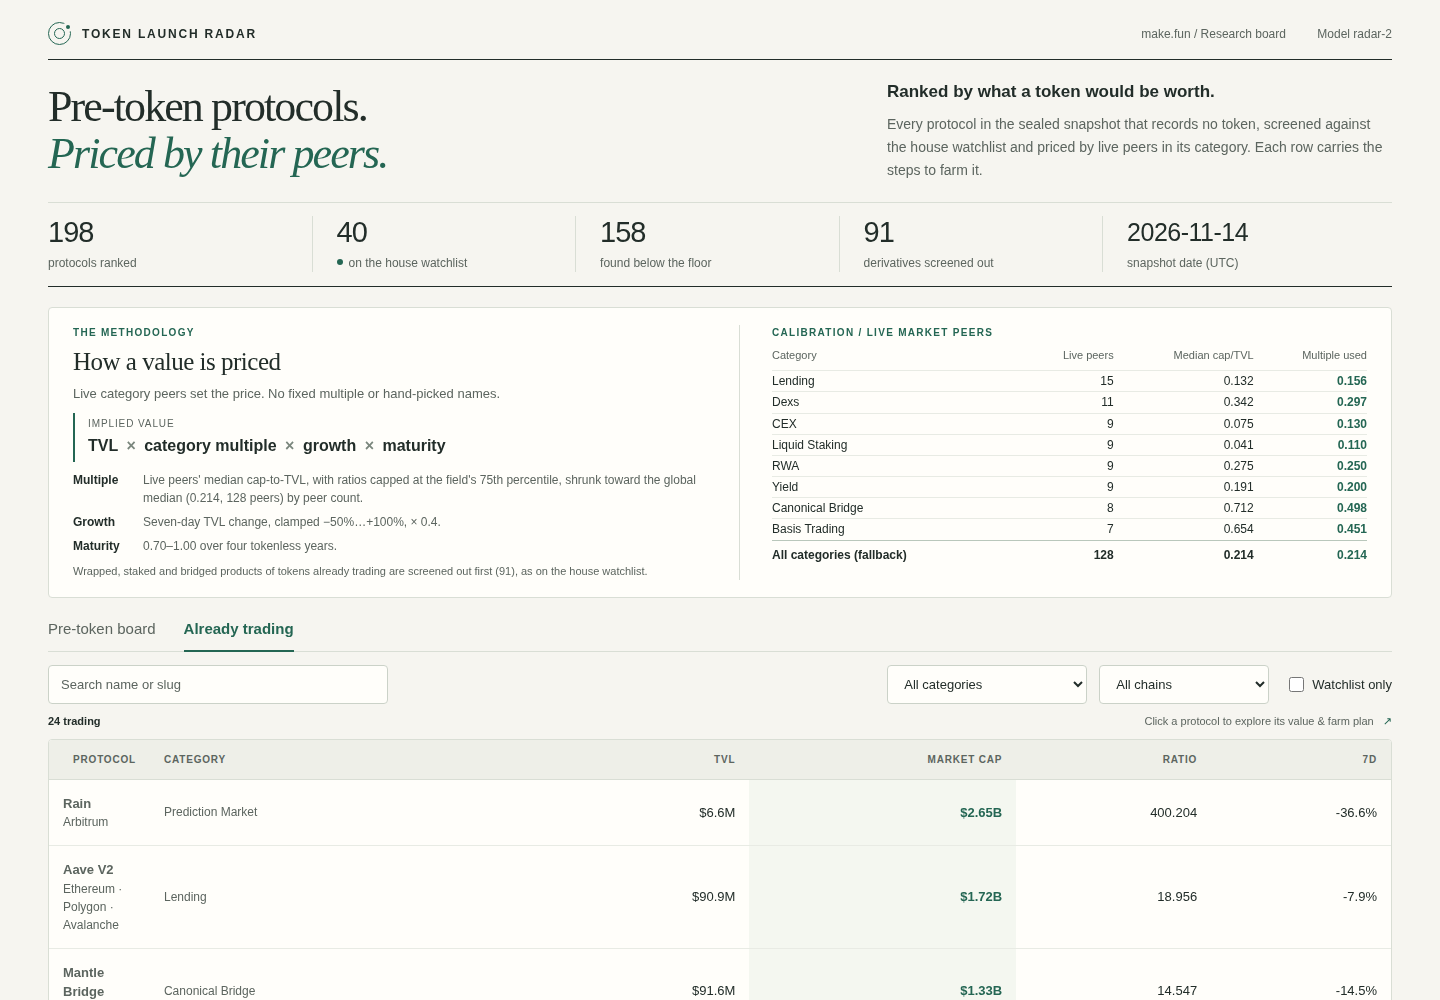 TOKEN LAUNCH RADAR
make.fun / Research board
Model radar-2
Pre-token protocols.
Priced by their peers.
Ranked by what a token would be worth.
Every protocol in the sealed snapshot that records no token, screened against
the house watchlist and priced by live peers in its category. Each row carries the
steps to farm it.
198
protocols ranked
40
on the house watchlist
158
found below the floor
91
derivatives screened out
2026-11-14
snapshot date (UTC)
THE METHODOLOGY
How a value is priced
Live category peers set the price. No fixed multiple or hand-picked names.
IMPLIED VALUE
TVL × category multiple × growth × maturity
Multiple Live peers' median cap-to-TVL, with ratios capped at the field's 75th percentile, shrunk toward the global
median (0.214, 128 peers) by peer count.
Growth Seven-day TVL change, clamped −50%…+100%, × 0.4.
Maturity 0.70–1.00 over four tokenless years.
Wrapped, staked and bridged products of tokens already trading are screened out first (91), as on the house watchlist.
CALIBRATION / LIVE MARKET PEERS
Category Live peers Median cap/TVL Multiple used
Lending 15 0.132 0.156
Dexs 11 0.342 0.297
CEX 9 0.075 0.130
Liquid Staking 9 0.041 0.110
RWA 9 0.275 0.250
Yield 9 0.191 0.200
Canonical Bridge 8 0.712 0.498
Basis Trading 7 0.654 0.451
All categories (fallback) 128 0.214 0.214
Pre-token board
Already trading
Search name or slug
All categories
All chains
Watchlist only
24 trading
Click a protocol to explore its value & farm plan ↗
PROTOCOL CATEGORY TVL MARKET CAP RATIO 7D
Rain
Arbitrum
Prediction Market $6.6M $2.65B 400.204 -36.6%
Aave V2
Ethereum ·
Polygon ·
Avalanche
Lending $90.9M $1.72B 18.956 -7.9%
Mantle
Bridge
Canonical Bridge $91.6M $1.33B 14.547 -14.5%